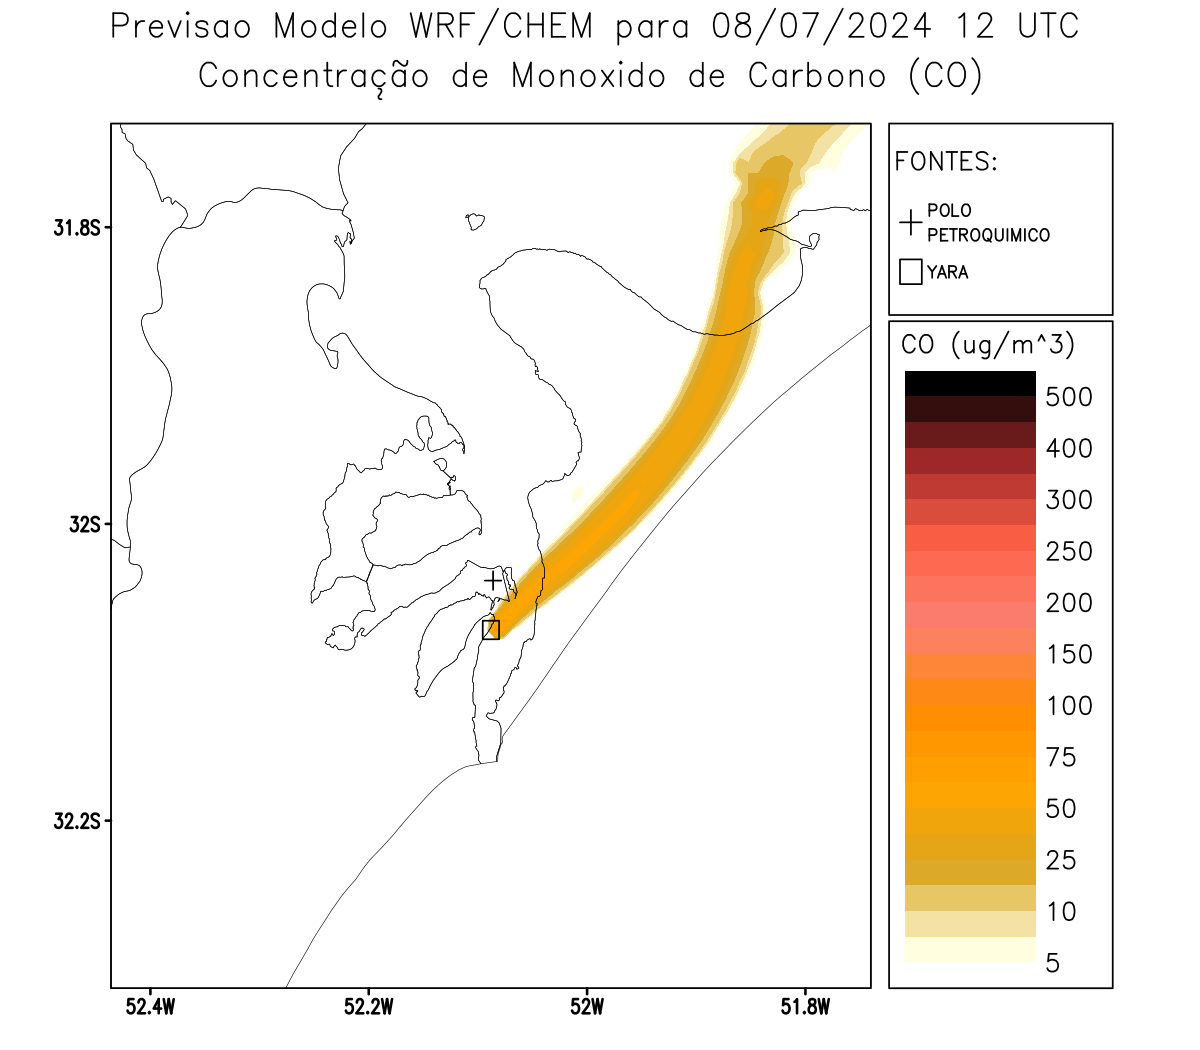 Previsao Modelo WRF/CHEM para 08/07/2024 12 UTC
Concentração de Monoxido de Carbono (CO)
FONTES:
POLO
PETROQUIMICO
YARA
CO (ug/m^3)
500
400
300
250
200
150
100
75
50
25
10
5
31.8S
32S
32.2S
52.4W
52.2W
52W
51.8W